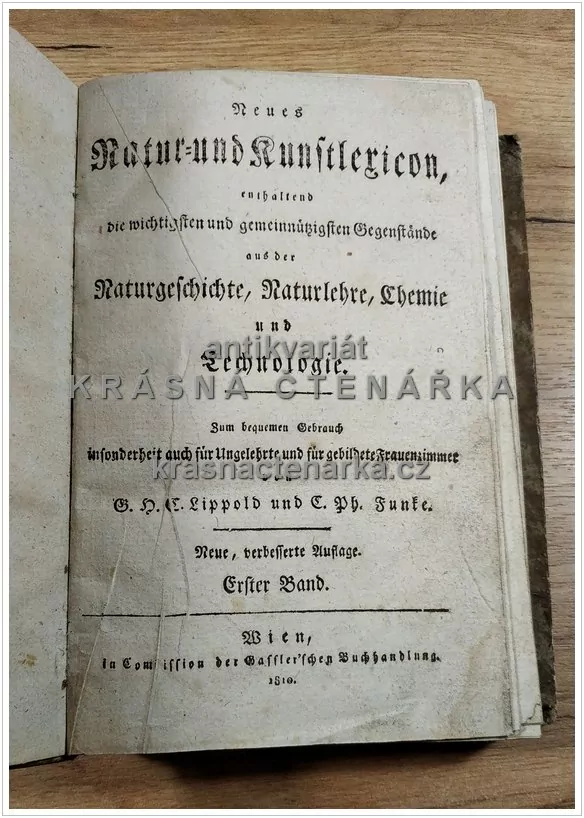 Neues
Natur-und Kunstlexicon,
enthaltend
die wichtigsten und gemeinnützigsten Gegenstände
aus der
Naturgeschichte, Naturlehre, Chemie
und
antikvariát
Technologie.
KRÁSNÁ ČTENÁŘKA
Zum bequemen Gebrauch
insonderheit auch für Ungelehrte und für gebildete Frauenzimmer
krasnactenarka.cz
von
G. H. C. Lippold und C. Ph. Funke.
Neue, verbesserte Auflage.
Erster Band.
Wien,
in Commission der Gassler'schen Buchhandlung.
1810.